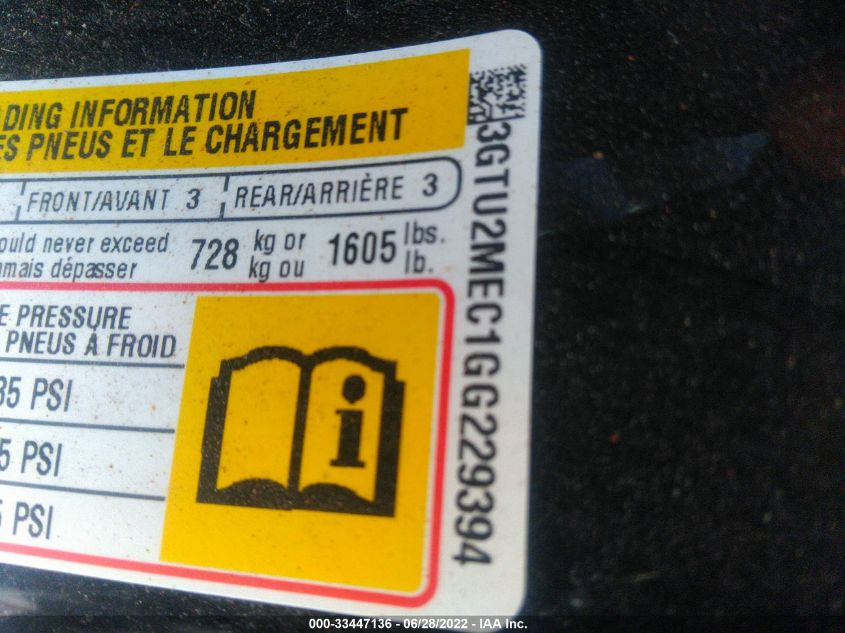 DING INFORMATION
ES PNEUS ET LE CHARGEMENT
FRONT/AVANT 3 REAR/ARRIÈRE 3
ould never exceed 728 kg or 1605 lbs.
mais dépasser kg ou lb.
E PRESSURE
PNEUS À FROID
35 PSI
5 PSI
5 PSI
i
3GTU2MEC1GG229394
000-33447136 - 06/28/2022 - IAA Inc.